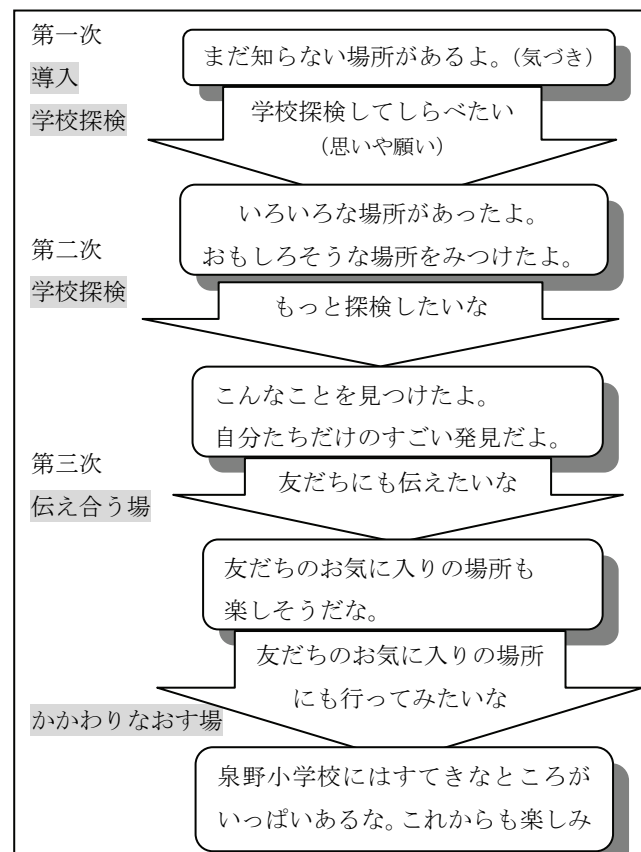 第一次
導入
学校探検
まだ知らない場所があるよ。(気づき)
学校探検してしらべたい
(思いや願い)
いろいろな場所があったよ。
おもしろそうな場所をみつけたよ。
第二次
学校探検
もっと探検したいな
こんなことを見つけたよ。
自分たちだけのすごい発見だよ。
第三次
伝え合う場
友だちにも伝えたいな
友だちのお気に入りの場所も
楽しそうだな。
友だちのお気に入りの場所
にも行ってみたいな
かかわりなおす場
泉野小学校にはすてきなところが
いっぱいあるな。これからも楽しみ